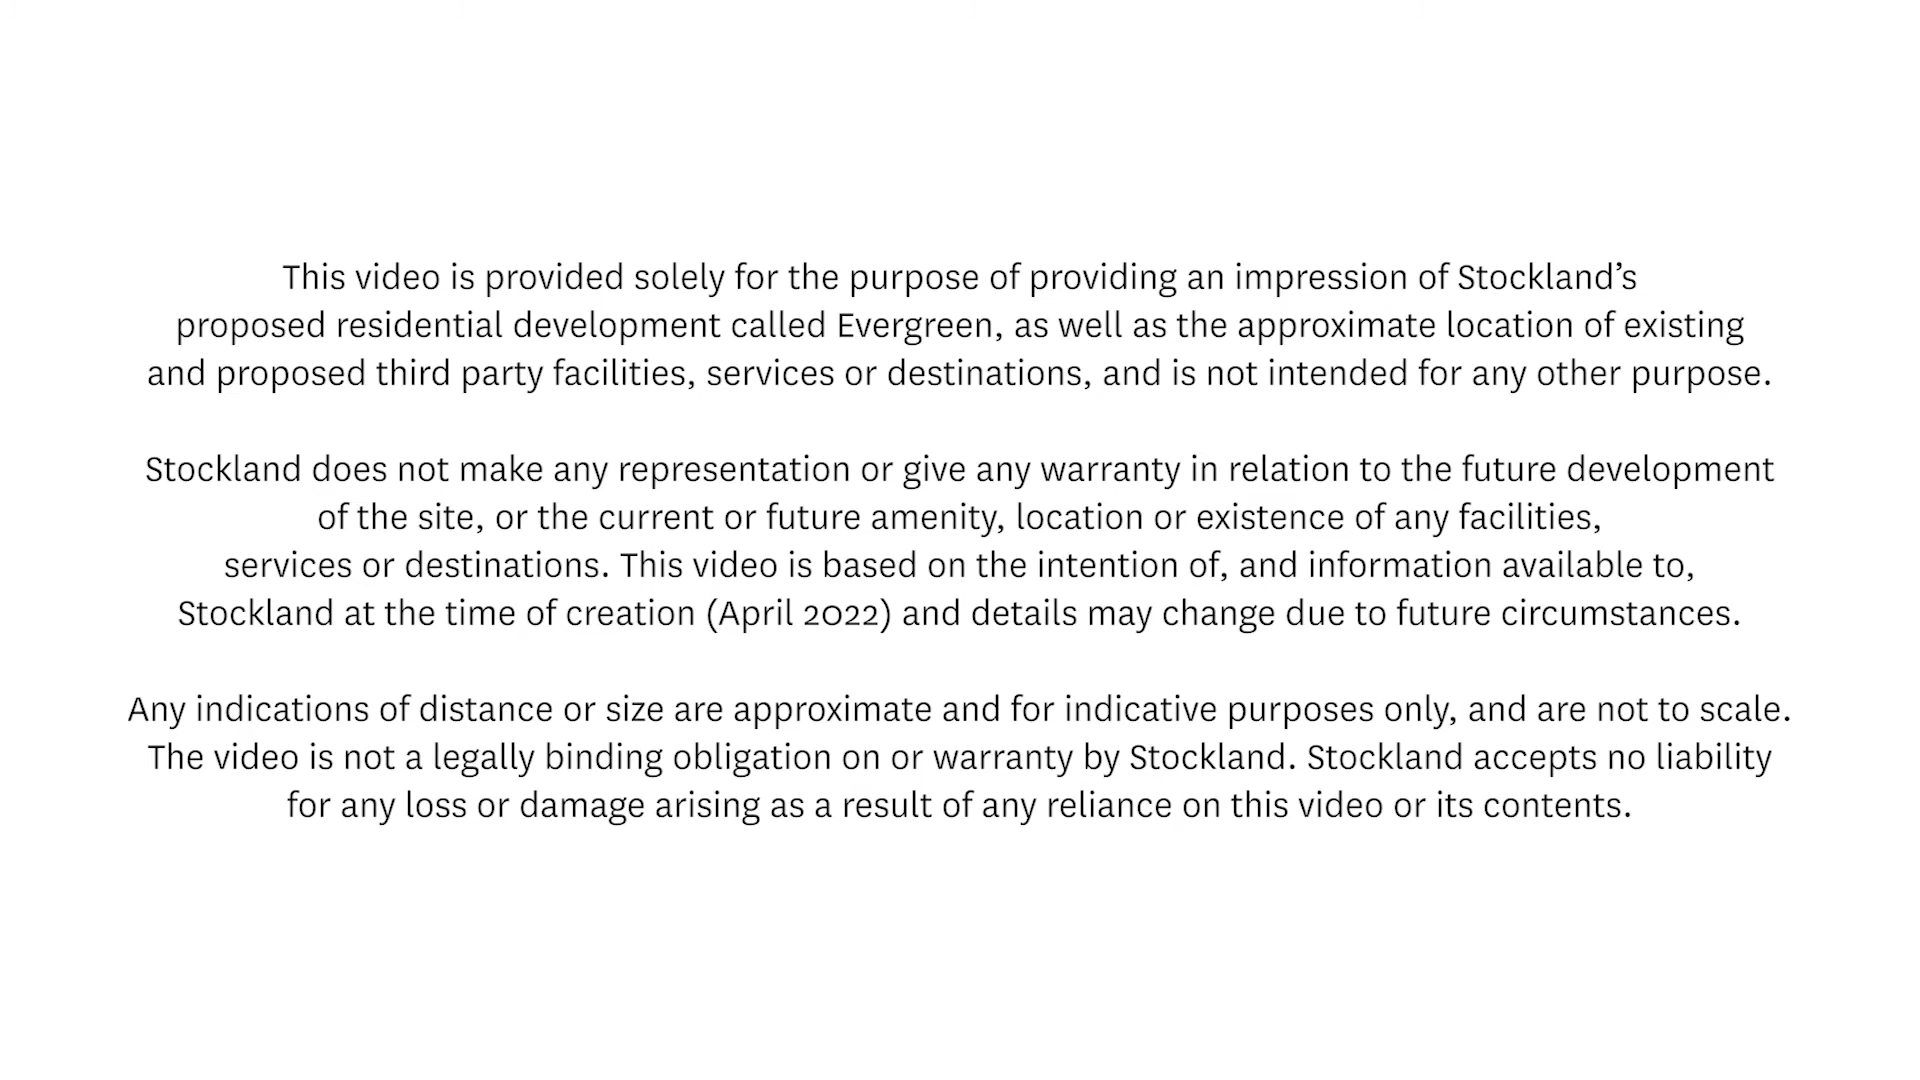 This video is provided solely for the purpose of providing an impression of Stockland’s
proposed residential development called Evergreen, as well as the approximate location of existing
and proposed third party facilities, services or destinations, and is not intended for any other purpose.
Stockland does not make any representation or give any warranty in relation to the future development
of the site, or the current or future amenity, location or existence of any facilities,
services or destinations. This video is based on the intention of, and information available to,
Stockland at the time of creation (April 2022) and details may change due to future circumstances.
Any indications of distance or size are approximate and for indicative purposes only, and are not to scale.
The video is not a legally binding obligation on or warranty by Stockland. Stockland accepts no liability
for any loss or damage arising as a result of any reliance on this video or its contents.